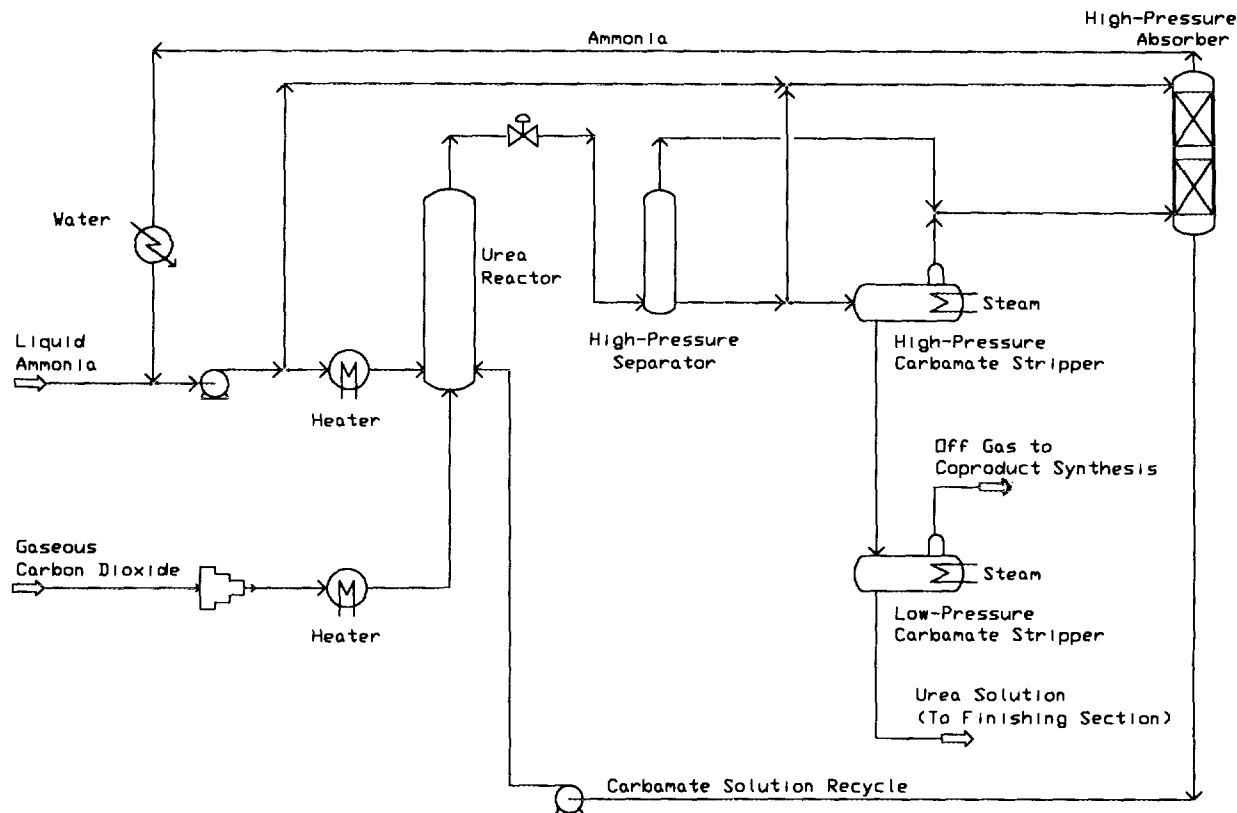 High-Pressure
Absorber
Ammonia
Water
Urea
Reactor
Steam
Liquid
Ammonia
High-Pressure
Separator
High-Pressure
Carbamate Stripper
Heater
Off Gas to
Coproduct Synthesis
Gaseous
Carbon Dioxide
Steam
Heater
Low-Pressure
Carbamate Stripper
Urea Solution
(To Finishing Section)
Carbamate Solution Recycle